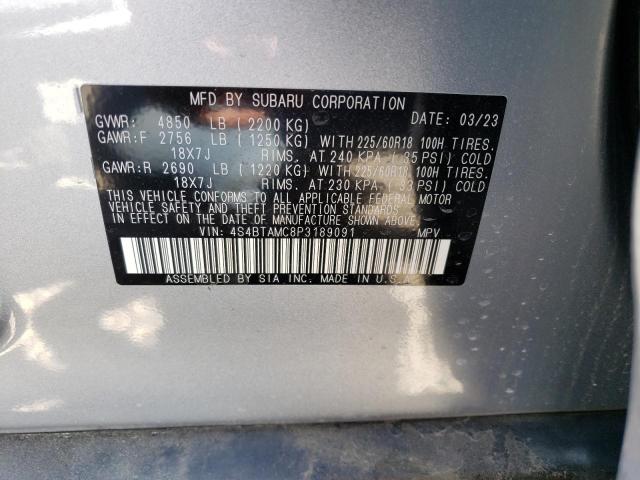 MFD BY SUBARU CORPORATION DATE: 03/23
GVWR: 4850 LB (2200 KG)
GAWR:F 2756 LB (1250 KG) WITH 225/60R18 100H TIRES.
18X7J RIMS. AT 240 KPA (35 PSI) COLD
GAWR:R 2690 LB (1220 KG) WITH 225/60R18 100H TIRES.
18X7J RIMS. AT 230 KPA (33 PSI) COLD
THIS VEHICLE CONFORMS TO ALL APPLICABLE FEDERAL MOTOR
VEHICLE SAFETY, BUMPER, AND THEFT PREVENTION STANDARDS
IN EFFECT ON THE DATE OF MANUFACTURE SHOWN ABOVE.
VIN: 4S4BTAMC8P3189091 MPV
ASSEMBLED BY SIA INC. MADE IN U.S.A.